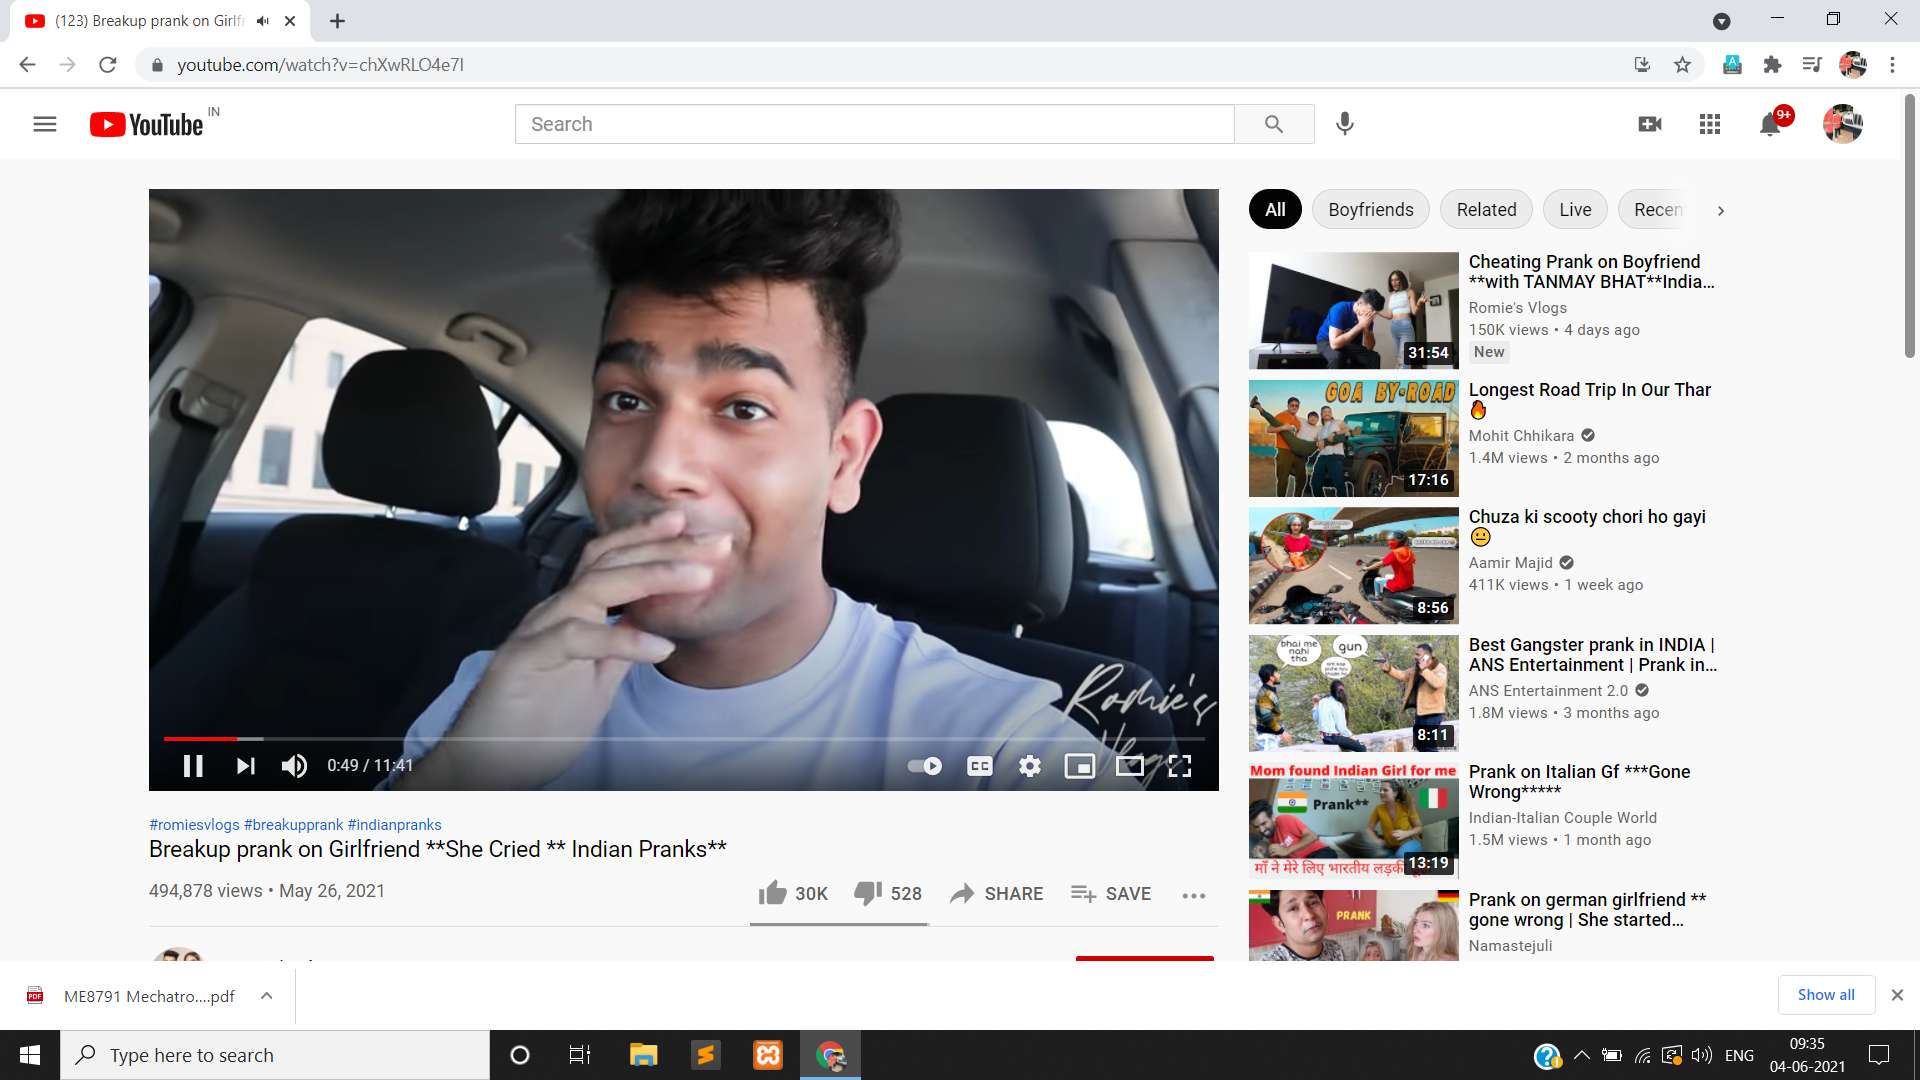 (123) Breakup prank on Girlf
youtube.com/watch?v=chXwRLO4e7I
YouTube IN
Search
9+
All
Boyfriends
Related
Live
Recen
Romie's
Vlogs
0:49 / 11:41
CC
#romiesvlogs #breakupprank #indianpranks
Breakup prank on Girlfriend **She Cried ** Indian Pranks**
494,878 views • May 26, 2021
30K
528
SHARE
SAVE
31:54
Cheating Prank on Boyfriend
**with TANMAY BHAT**India...
Romie's Vlogs
150K views • 4 days ago
New
GOA BY-ROAD
17:16
Longest Road Trip In Our Thar
🔥
Mohit Chhikara
1.4M views • 2 months ago
8:56
Chuza ki scooty chori ho gayi
😐
Aamir Majid
411K views • 1 week ago
bhai me
nahi
tha
gun
8:11
Best Gangster prank in INDIA |
ANS Entertainment | Prank in...
ANS Entertainment 2.0
1.8M views • 3 months ago
Mom found Indian Girl for me
Prank**
माँ ने मेरे लिए भारतीय लड़की
13:19
Prank on Italian Gf ***Gone
Wrong*****
Indian-Italian Couple World
1.5M views • 1 month ago
PRANK
Prank on german girlfriend **
gone wrong | She started...
Namastejuli
PDF
ME8791 Mechatro....pdf
Show all
Type here to search
ENG
09:35
04-06-2021